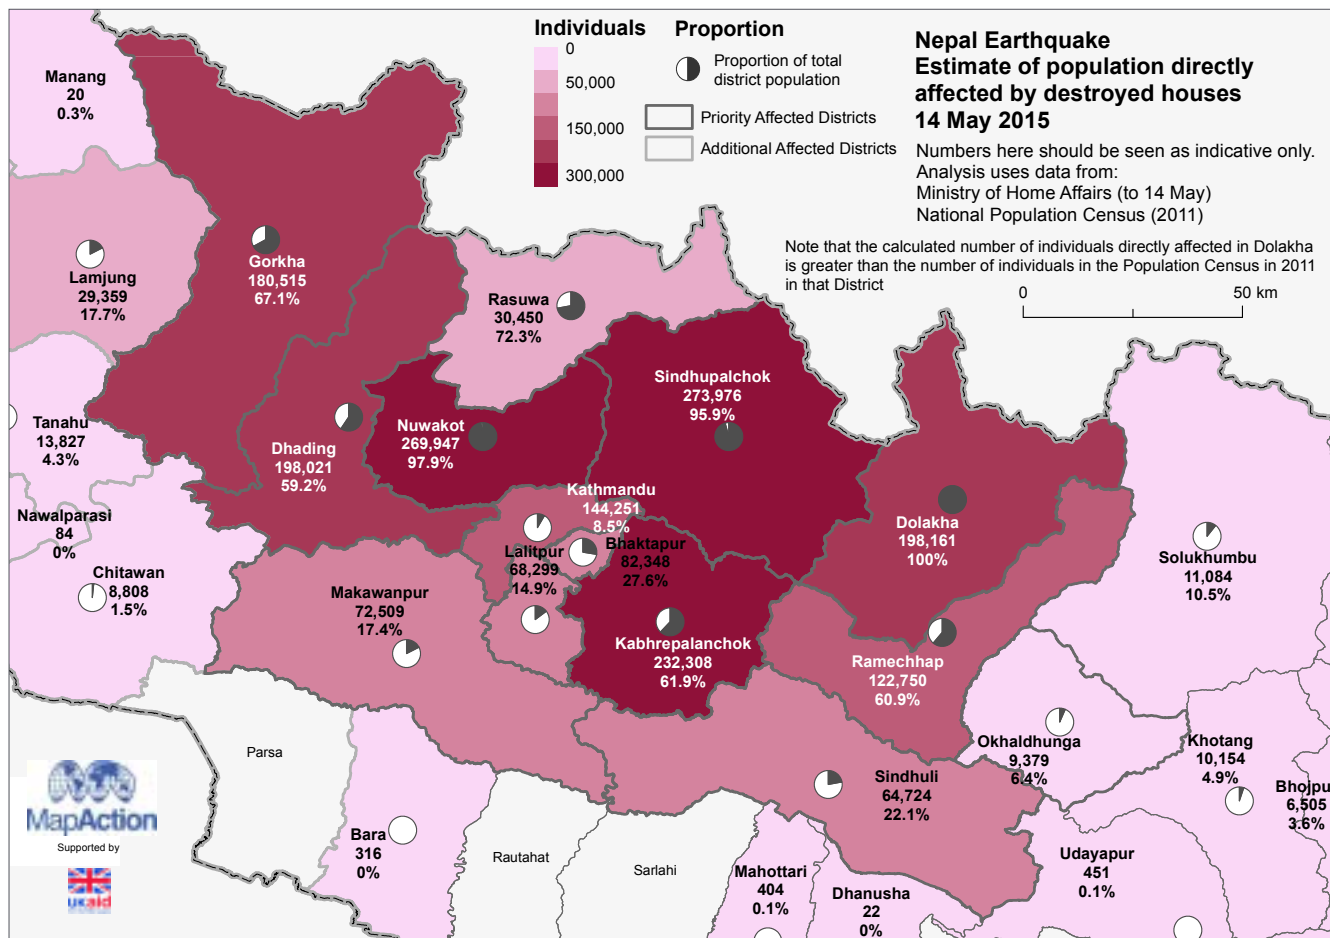 Individuals
0
50,000
150,000
300,000
Proportion
Proportion of total
district population
Priority Affected Districts
Additional Affected Districts
Nepal Earthquake
Estimate of population directly
affected by destroyed houses
14 May 2015
Numbers here should be seen as indicative only.
Analysis uses data from:
Ministry of Home Affairs (to 14 May)
National Population Census (2011)
Note that the calculated number of individuals directly affected in Dolakha
is greater than the number of individuals in the Population Census in 2011
in that District
0
50 km
Manang
20
0.3%
Lamjung
29,359
17.7%
Gorkha
180,515
67.1%
Rasuwa
30,450
72.3%
Sindhupalchok
273,976
95.9%
Tanahu
13,827
4.3%
Dhading
198,021
59.2%
Nuwakot
269,947
97.9%
Kathmandu
144,251
8.5%
Nawalparasi
84
0%
Chitawan
8,808
1.5%
Lalitpur
68,299
14.9%
Bhaktapur
82,348
27.6%
Dolakha
198,161
100%
Solukhumbu
11,084
10.5%
Makawanpur
72,509
17.4%
Kabhrepalanchok
232,308
61.9%
Ramechhap
122,750
60.9%
Parsa
Okhaldhunga
9,379
6.4%
Khotang
10,154
4.9%
Bhojpu
6,505
3.6%
Sindhuli
64,724
22.1%
MapAction
Supported by
ukaid
Bara
316
0%
Rautahat
Sarlahi
Mahottari
404
0.1%
Dhanusha
22
0%
Udayapur
451
0.1%